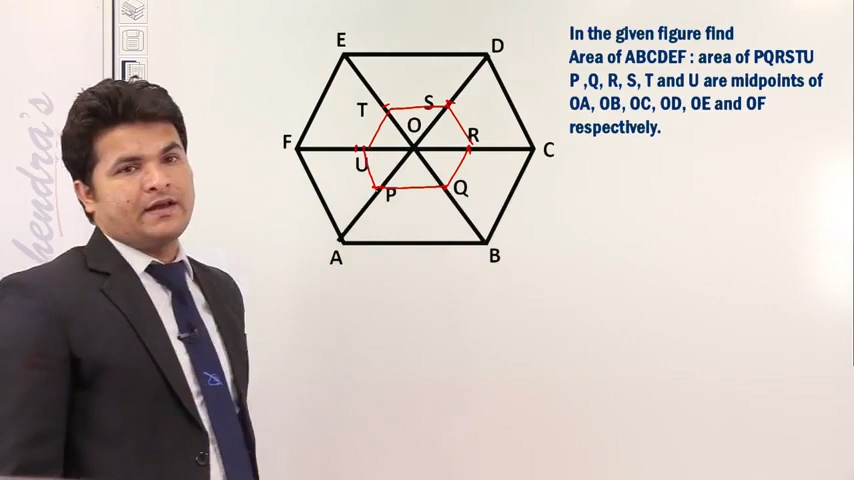 In the given figure find
Area of ABCDEF : area of PQRSTU
P ,Q, R, S, T and U are midpoints of
OA, OB, OC, OD, OE and OF
respectively.
E
D
T
S
O
F
R
C
U
P
Q
A
B
hendra's